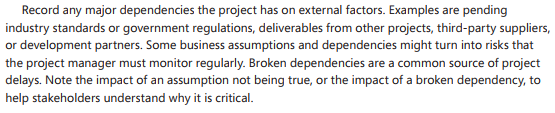 Record any major dependencies the project has on external factors. Examples are pending
industry standards or government regulations, deliverables from other projects, third-party suppliers,
or development partners. Some business assumptions and dependencies might turn into risks that
the project manager must monitor regularly. Broken dependencies are a common source of project
delays. Note the impact of an assumption not being true, or the impact of a broken dependency, to
help stakeholders understand why it is critical.